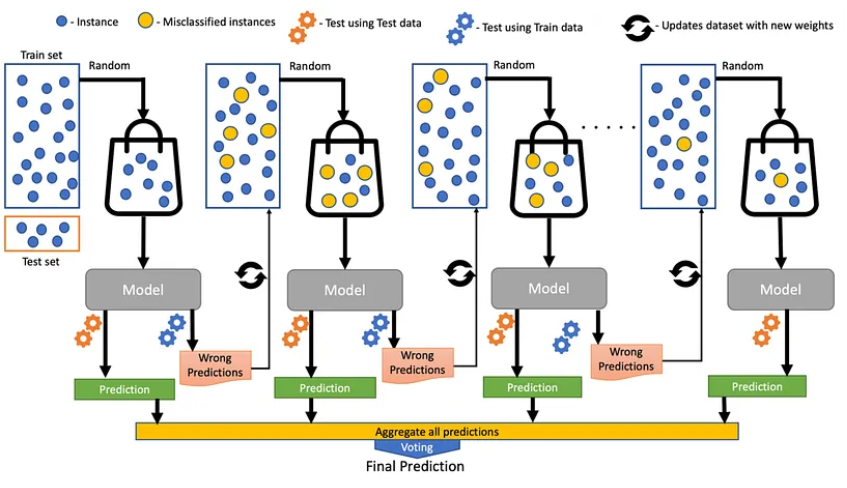 - Instance
- Misclassified instances
- Test using Test data
- Test using Train data
- Updates dataset with new weights
Train set
Random
Random
Random
Random
Test set
Model
Model
Model
Model
Wrong
Predictions
Wrong
Predictions
Wrong
Predictions
Prediction
Prediction
Prediction
Prediction
Aggregate all predictions
Voting
Final Prediction